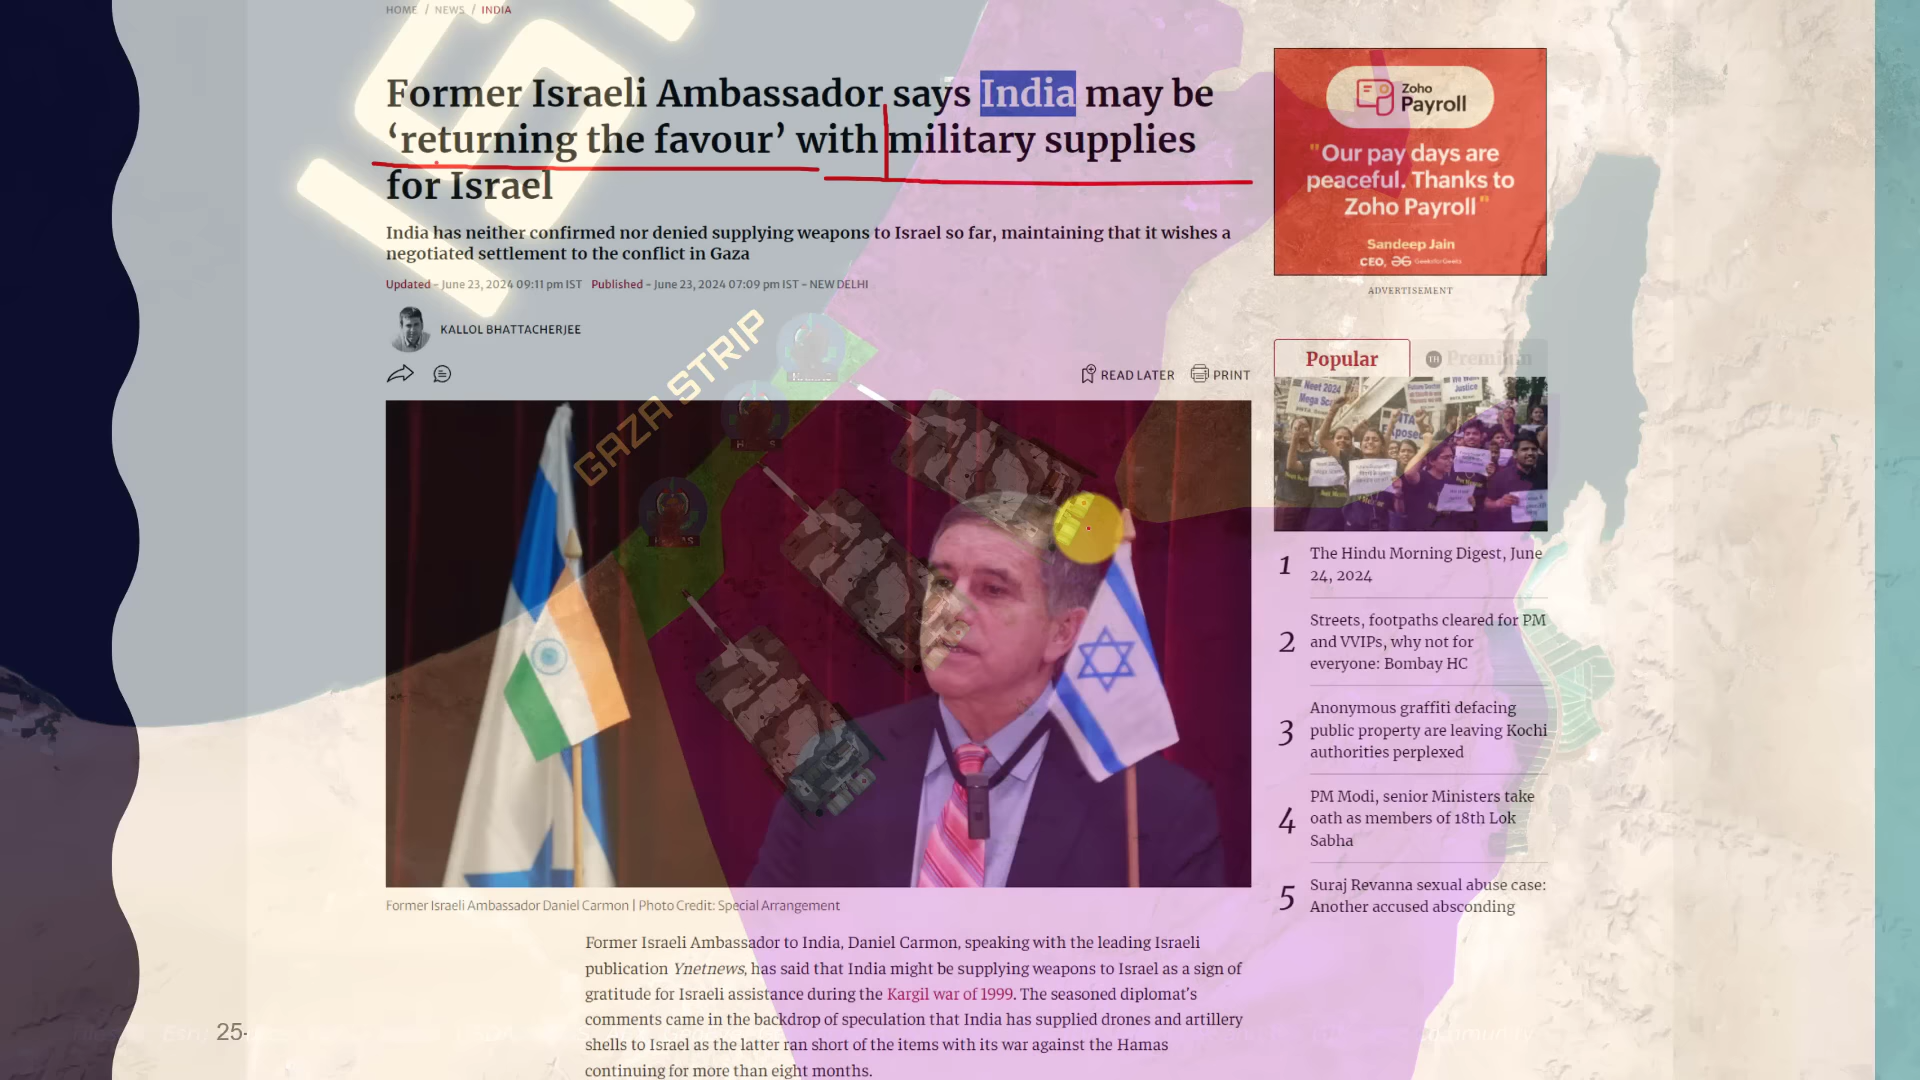 HOME / NEWS / INDIA
Former Israeli Ambassador says India may be
‘returning the favour’ with military supplies
for Israel
India has neither confirmed nor denied supplying weapons to Israel so far, maintaining that it wishes a
negotiated settlement to the conflict in Gaza
Updated - June 23, 2024 09:11 pm IST Published - June 23, 2024 07:09 pm IST - NEW DELHI
KALLOL BHATTACHERJEE
READ LATER PRINT
GAZA STRIP
Former Israeli Ambassador Daniel Carmon | Photo Credit: Special Arrangement
Former Israeli Ambassador to India, Daniel Carmon, speaking with the leading Israeli
publication Ynetnews, has said that India might be supplying weapons to Israel as a sign of
gratitude for Israeli assistance during the Kargil war of 1999. The seasoned diplomat’s
comments came in the backdrop of speculation that India has supplied drones and artillery
shells to Israel as the latter ran short of the items with its war against the Hamas
continuing for more than eight months.
25-
Zoho
Payroll
"Our pay days are
peaceful. Thanks to
Zoho Payroll"
Sandeep Jain
CEO, GeeksforGeeks
ADVERTISEMENT
Popular
TH Premium
Neet 2024
Mega
Justice
Exposed
1 The Hindu Morning Digest, June
24, 2024
2 Streets, footpaths cleared for PM
and VVIPs, why not for
everyone: Bombay HC
3 Anonymous graffiti defacing
public property are leaving Kochi
authorities perplexed
4 PM Modi, senior Ministers take
oath as members of 18th Lok
Sabha
5 Suraj Revanna sexual abuse case:
Another accused absconding